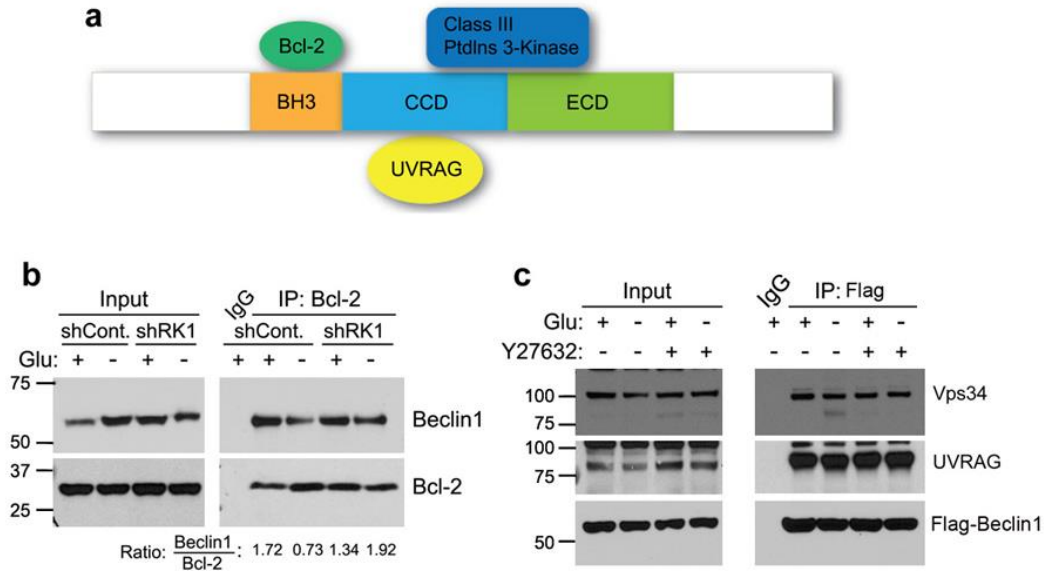 a
Bcl-2
Class III
PtdIns 3-Kinase
BH3 CCD ECD
UVRAG
b
Input IgG IP: Bcl-2
shCont. shRK1 shCont. shRK1
Glu: + - + - + + - + -
75
50
Beclin1
37
25
Bcl-2
Ratio: Beclin1/Bcl-2 : 1.72 0.73 1.34 1.92
c
Input IgG IP: Flag
Glu: + - + - + + - + -
Y27632: - - + + - - - + +
100
75
Vps34
100
75
UVRAG
50
Flag-Beclin1